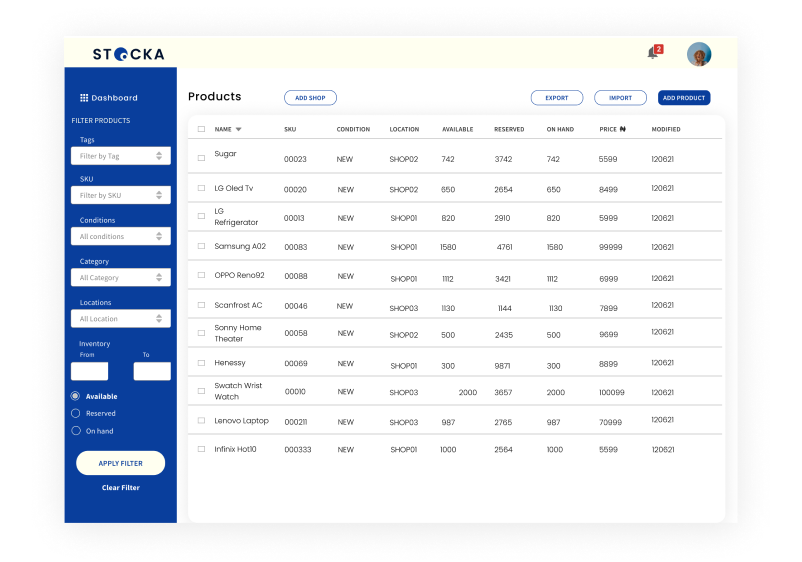 STOCKA
2
Dashboard
FILTER PRODUCTS
Tags
Filter by Tag
SKU
Filter by SKU
Conditions
All conditions
Category
All Category
Locations
All Location
Inventory
From To
Available
Reserved
On hand
APPLY FILTER
Clear Filter
Products ADD SHOP EXPORT IMPORT ADD PRODUCT
NAME SKU CONDITION LOCATION AVAILABLE RESERVED ON HAND PRICE ₦ MODIFIED
Sugar 00023 NEW SHOP02 742 3742 742 5599 120621
LG Oled Tv 00020 NEW SHOP02 650 2654 650 8499 120621
LG
Refrigerator 00013 NEW SHOP01 820 2910 820 5999 120621
Samsung A02 00083 NEW SHOP02 1580 4761 1580 99999 120621
OPPO Reno92 00088 NEW SHOP01 1112 3421 1112 6999 120621
Scanfrost AC 00046 NEW SHOP03 1130 1144 1130 7899 120621
Sonny Home
Theater 00058 NEW SHOP02 500 2435 500 9699 120621
Henessy 00069 NEW SHOP01 300 9871 300 8899 120621
Swatch Wrist
Watch 00010 NEW SHOP03 2000 3657 2000 100099 120621
Lenovo Laptop 000211 NEW SHOP03 987 2765 987 70999 120621
Infinix Hot10 000333 NEW SHOP01 1000 2564 1000 5599 120621